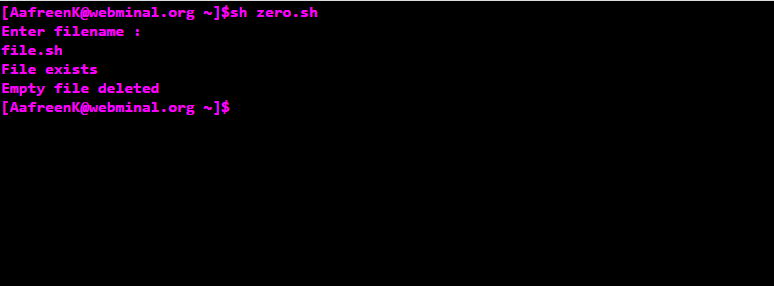 [AafreenK@webminal.org ~]$sh zero.sh
Enter filename :
file.sh
File exists
Empty file deleted
[AafreenK@webminal.org ~]$